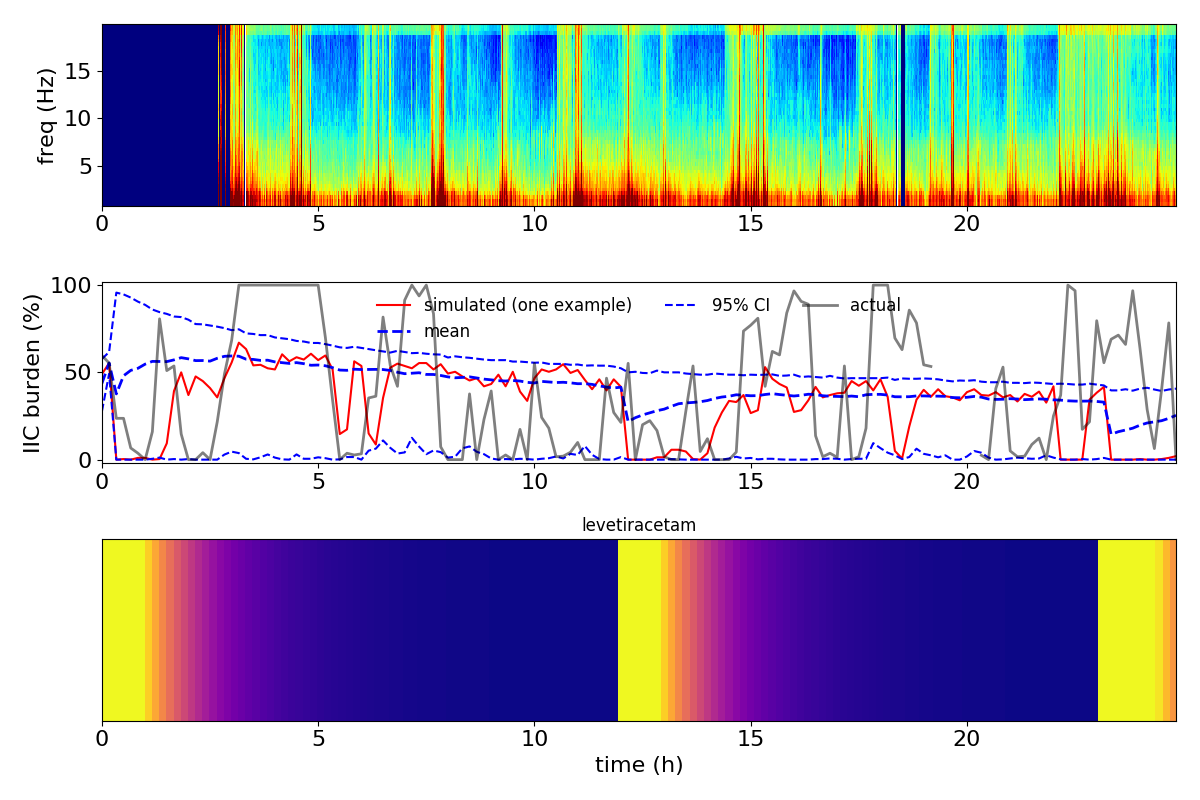 freq (Hz)
15
10
5
0 5 10 15 20
IIC burden (%)
100
50
0
simulated (one example) 95% CI actual
mean
0 5 10 15 20
levetiracetam
0 5 10 15 20
time (h)